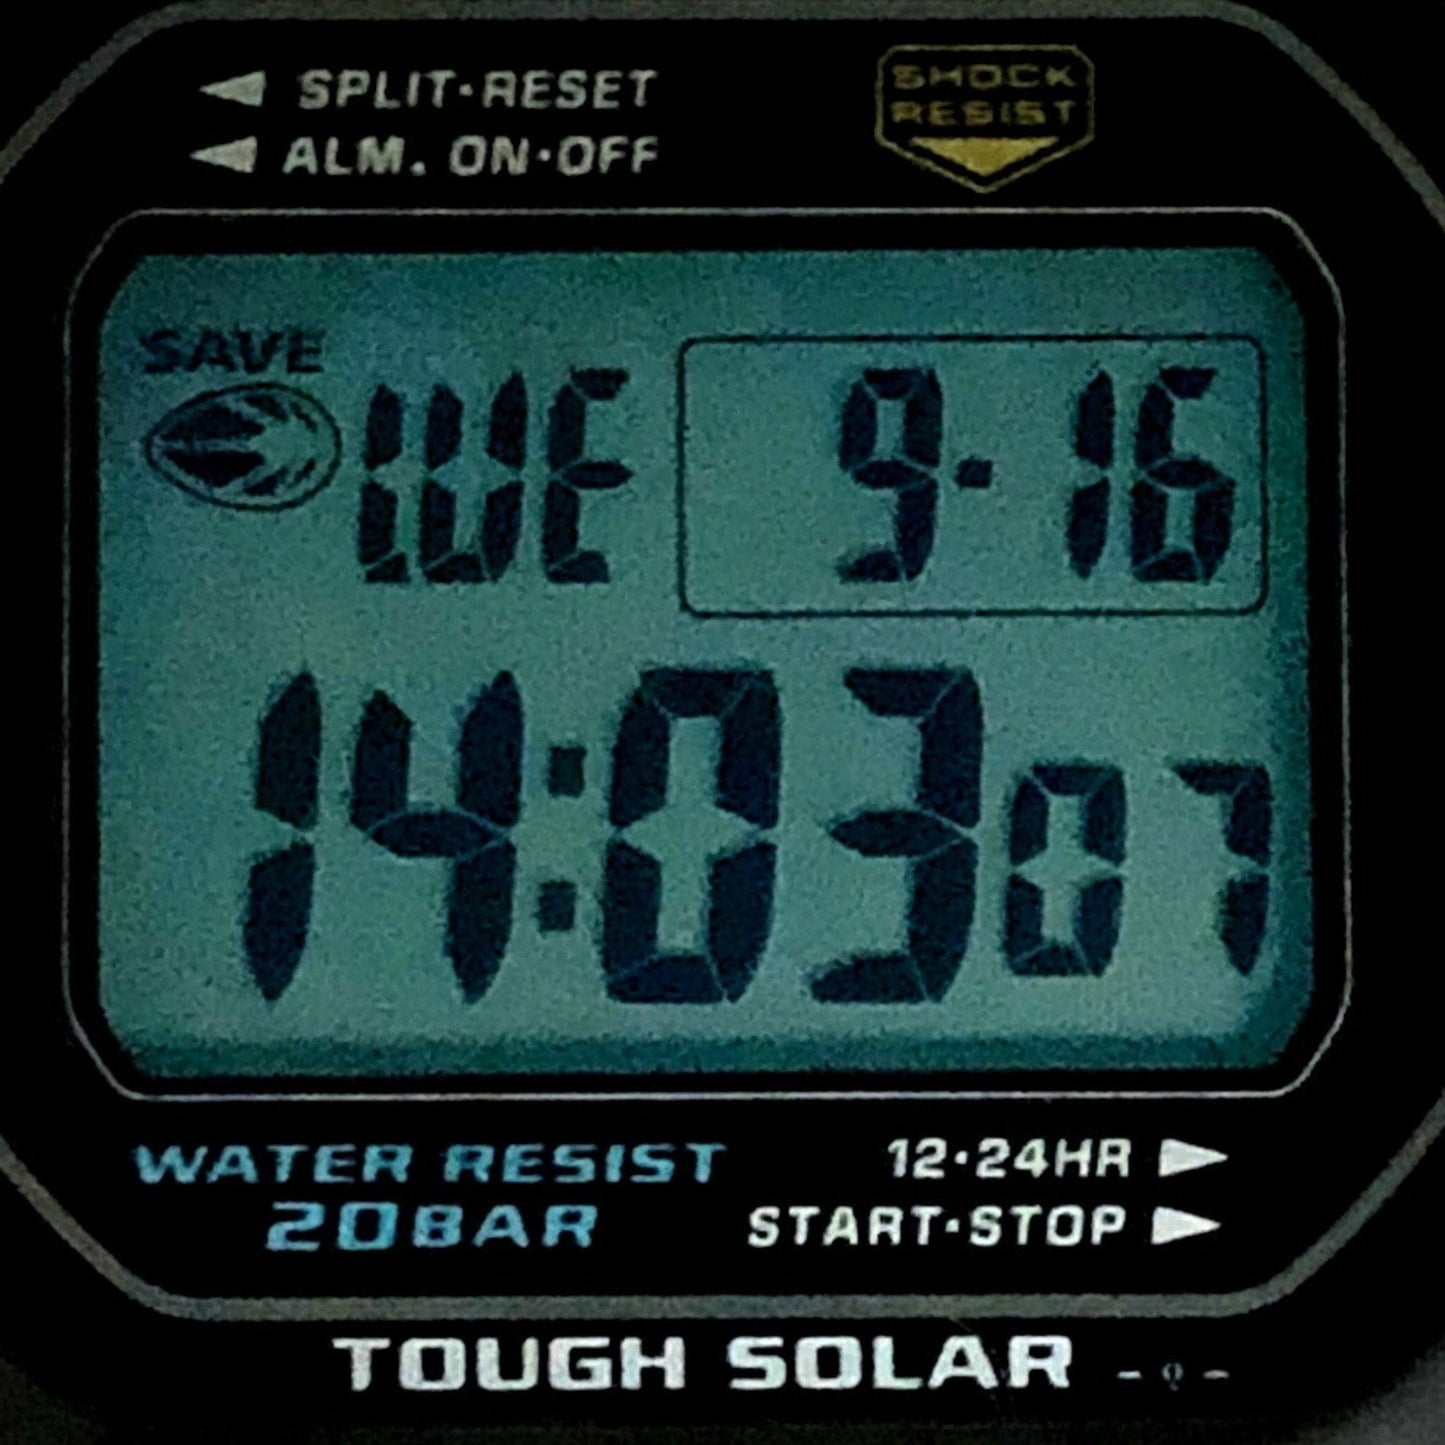 SPLIT·RESET
ALM. ON·OFF
SHOCK
RESIST
SAVE
WE 9-16
14:03 07
WATER RESIST
20BAR
12·24HR
START·STOP
TOUGH SOLAR